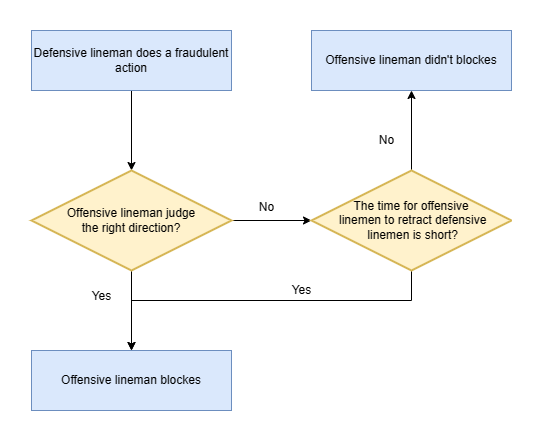 Defensive lineman does a fraudulent
action
Offensive lineman didn't blockes
No
Offensive lineman judge
the right direction?
No
The time for offensive
linemen to retract defensive
linemen is short?
Yes
Yes
Offensive lineman blockes